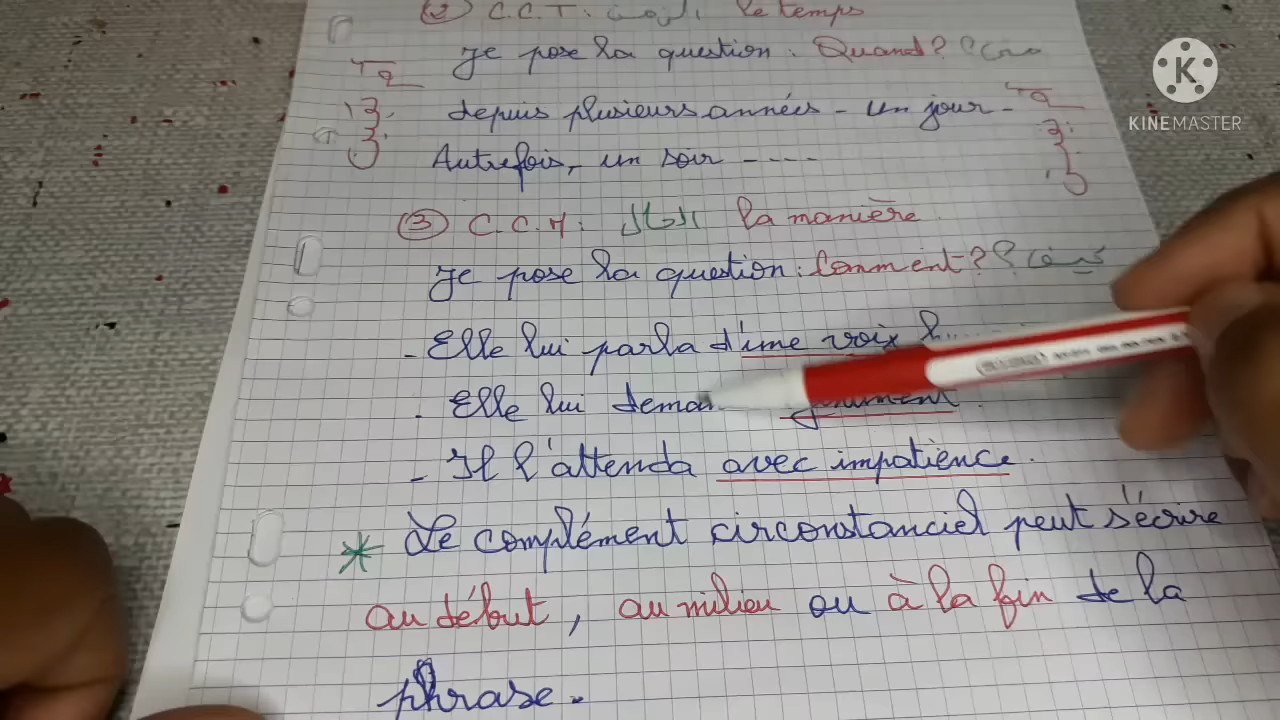 ② C.C.T: الزمن le temps
Je pose la question: Quand? متى؟
depuis plusieurs années - un jour -
Autrefois, - un soir ----
③ C.C.M: الحال la manière
Je pose la question: Comment? كيف؟
- Elle lui parla d'une voix
- Elle lui
- Il l'attenda avec impatience.
* Le complément circonstanciel peut s'écrire
au début, au milieu ou à la fin de la
phrase.
K
KINEMASTER